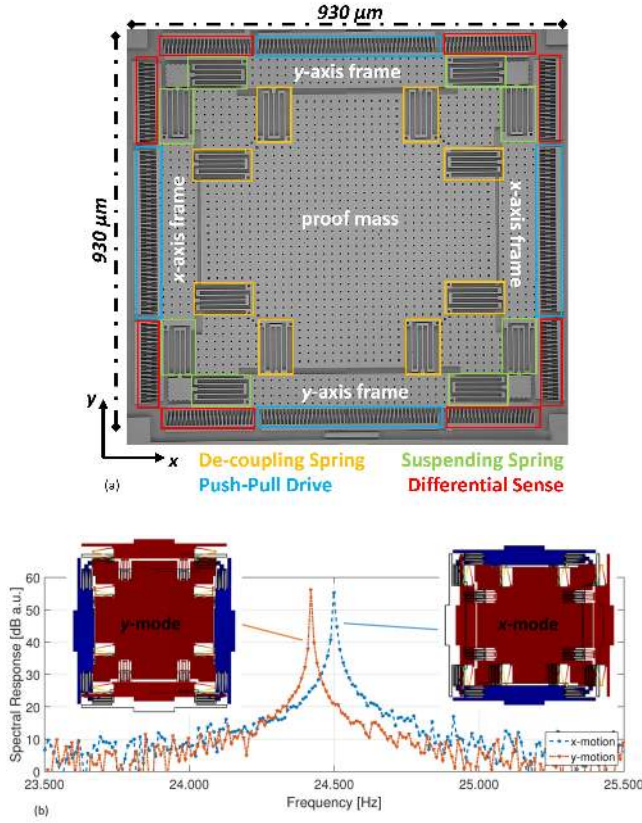 930 µm
930 µm
y-axis frame
x-axis frame
proof mass
x-axis frame
y-axis frame
y
x
(a)
De-coupling Spring
Suspending Spring
Push-Pull Drive
Differential Sense
Spectral Response [dB a.u.]
60
50
40
30
20
10
0
y-mode
x-mode
x-motion
y-motion
23.500
24.000
24.500
25.000
25.500
Frequency [Hz]
(b)